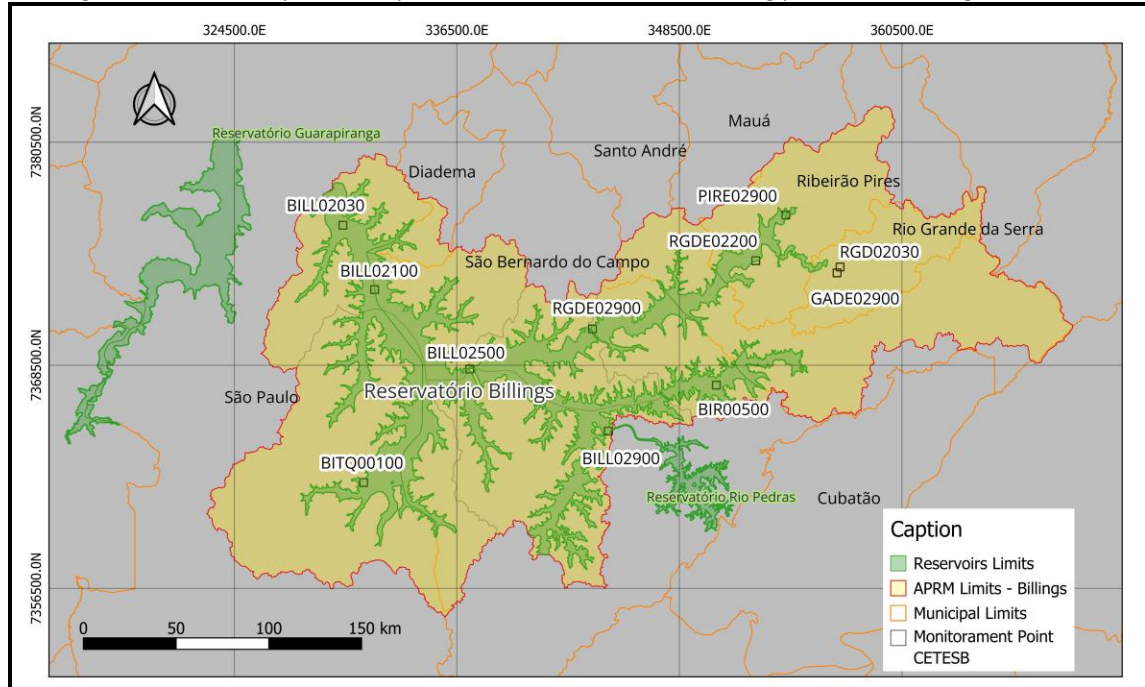 324500.0E
336500.0E
348500.0E
360500.0E
7380500.0N
7368500.0N
7356500.0N
Reservatório Guarapiranga
Mauá
Santo André
Diadema
Ribeirão Pires
PIRE02900
BILL02030
Rio Grande da Serra
RGDE02200
São Bernardo do Campo
RGD02030
BILL02100
GADE02900
RGDE02900
BILL02500
Reservatório Billings
São Paulo
BIR00500
BITQ00100
BILL02900
Reservatório Rio Pedras
Cubatão
Caption
Reservoirs Limits
APRM Limits - Billings
Municipal Limits
Monitorament Point
CETESB
0 50 100 150 km